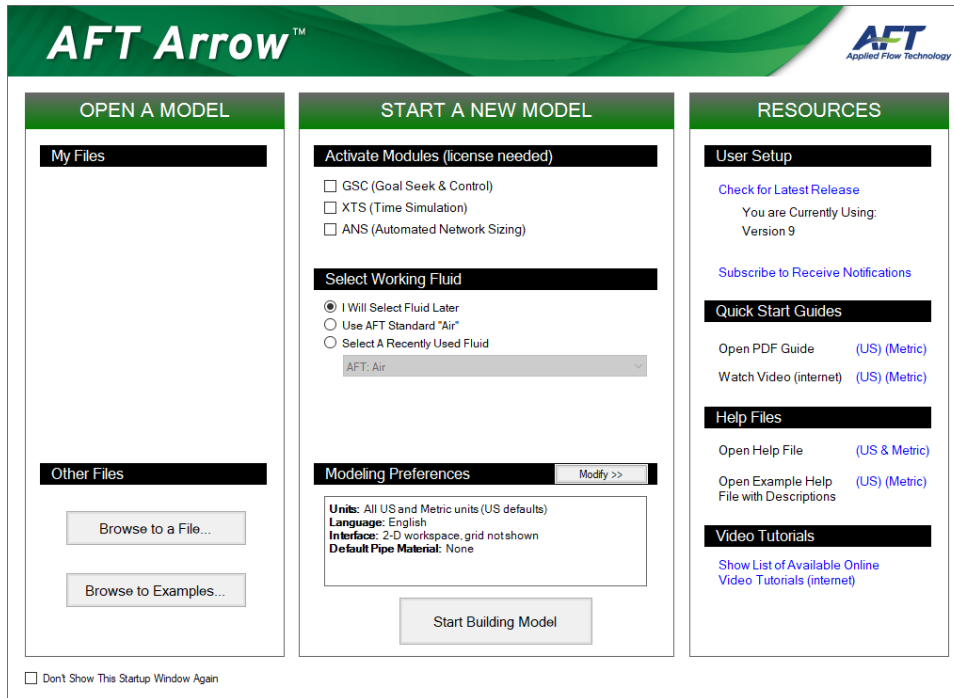 AFT Arrow™
AFT
Applied Flow Technology
OPEN A MODEL
My Files
Other Files
Browse to a File...
Browse to Examples...
START A NEW MODEL
Activate Modules (license needed)
GSC (Goal Seek & Control)
XTS (Time Simulation)
ANS (Automated Network Sizing)
Select Working Fluid
I Will Select Fluid Later
Use AFT Standard "Air"
Select A Recently Used Fluid
AFT: Air
Modeling Preferences
Modify >>
Units: All US and Metric units (US defaults)
Language: English
Interface: 2-D workspace, grid not shown
Default Pipe Material: None
Start Building Model
RESOURCES
User Setup
Check for Latest Release
You are Currently Using:
Version 9
Subscribe to Receive Notifications
Quick Start Guides
Open PDF Guide (US) (Metric)
Watch Video (internet) (US) (Metric)
Help Files
Open Help File (US & Metric)
Open Example Help (US) (Metric)
File with Descriptions
Video Tutorials
Show List of Available Online
Video Tutorials (internet)
Don't Show This Startup Window Again